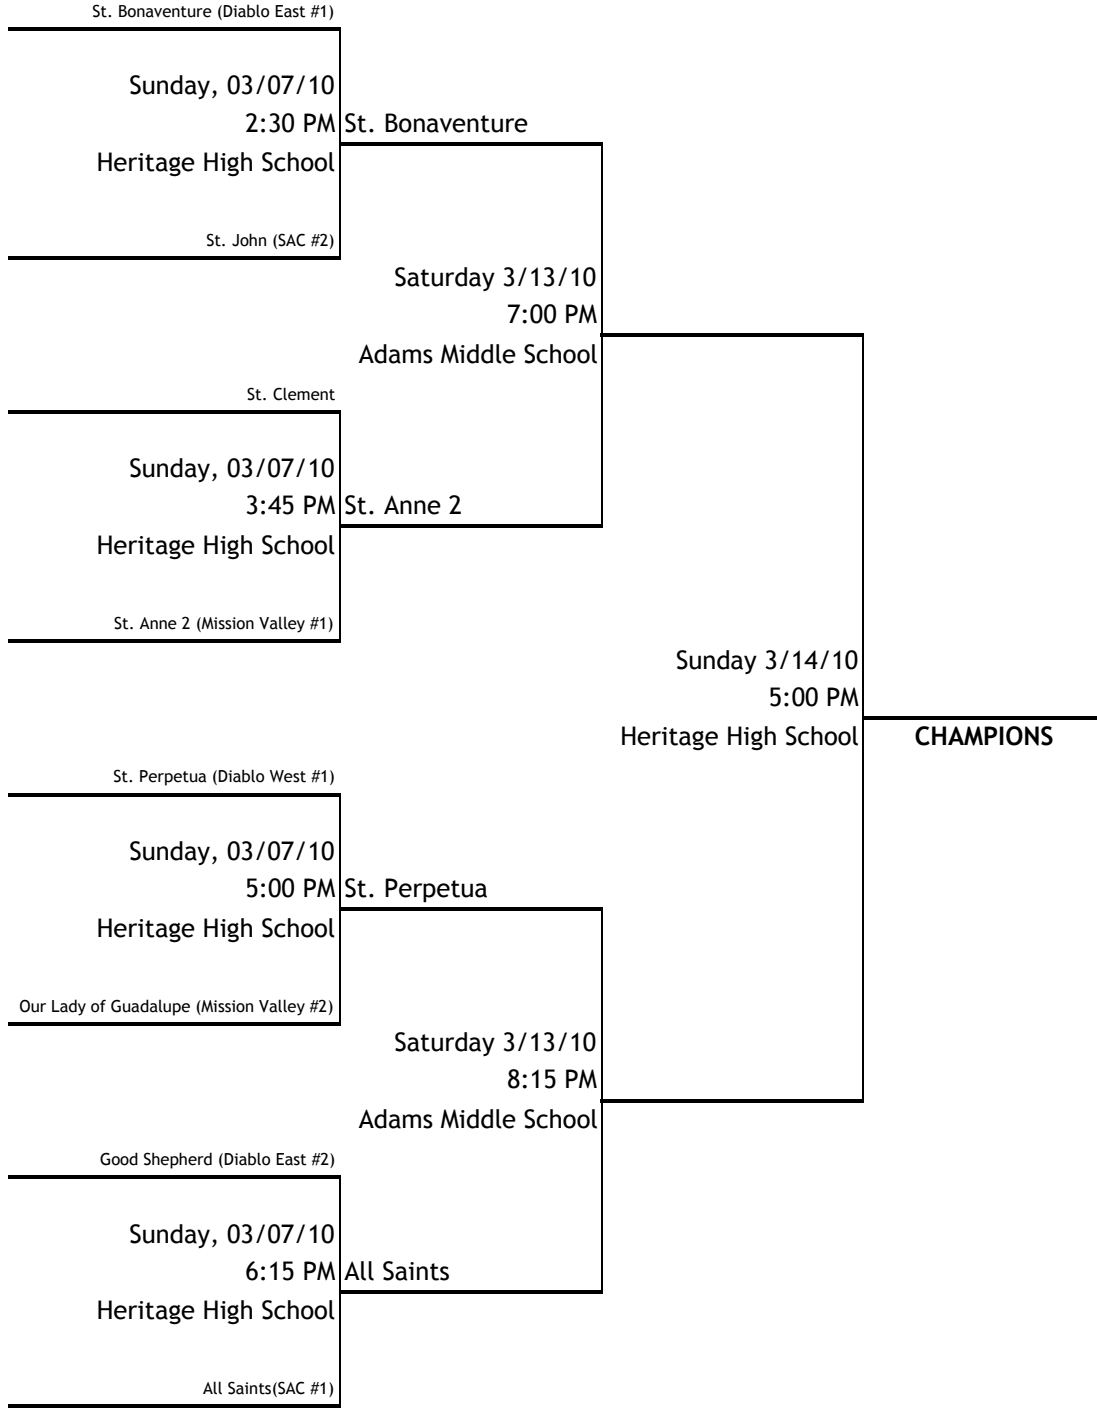 St. Bonaventure (Diablo East #1)
Sunday, 03/07/10
2:30 PM St. Bonaventure
Heritage High School
St. John (SAC #2)
Saturday 3/13/10
7:00 PM
Adams Middle School
St. Clement
Sunday, 03/07/10
3:45 PM St. Anne 2
Heritage High School
St. Anne 2 (Mission Valley #1)
Sunday 3/14/10
5:00 PM
Heritage High School CHAMPIONS
St. Perpetua (Diablo West #1)
Sunday, 03/07/10
5:00 PM St. Perpetua
Heritage High School
Our Lady of Guadalupe (Mission Valley #2)
Saturday 3/13/10
8:15 PM
Adams Middle School
Good Shepherd (Diablo East #2)
Sunday, 03/07/10
6:15 PM All Saints
Heritage High School
All Saints(SAC #1)